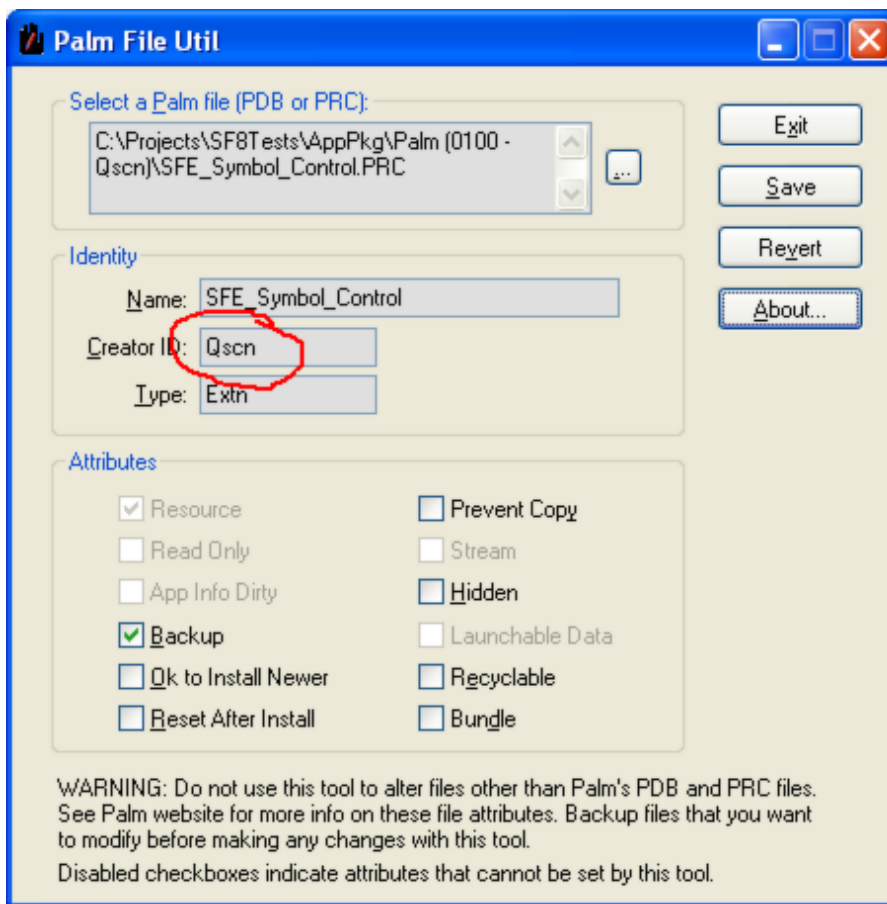 Palm File Util
Select a Palm file (PDB or PRC):
C:\Projects\SF8Tests\AppPkg\Palm (0100 -
Qscn)\SFE_Symbol_Control.PRC
...
Exit
Save
Revert
About...
Identity
Name: SFE_Symbol_Control
Creator ID: Qscn
Type: Extn
Attributes
Resource
Prevent Copy
Read Only
Stream
App Info Dirty
Hidden
Backup
Launchable Data
Ok to Install Newer
Recyclable
Reset After Install
Bundle
WARNING: Do not use this tool to alter files other than Palm's PDB and PRC files.
See Palm website for more info on these file attributes. Backup files that you want
to modify before making any changes with this tool.
Disabled checkboxes indicate attributes that cannot be set by this tool.